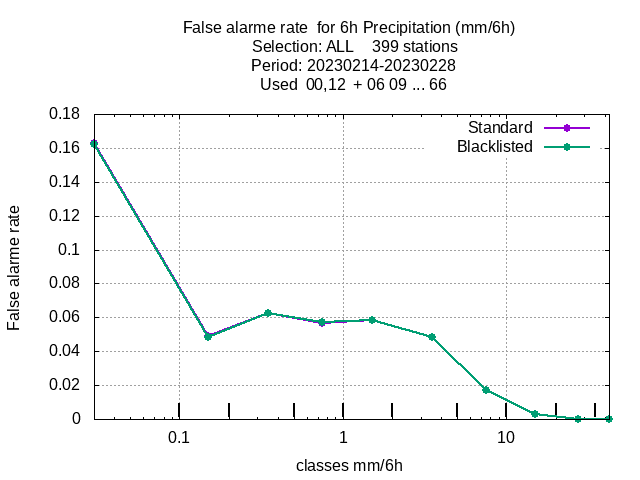 False alarme rate  for 6h Precipitation (mm/6h)
Selection: ALL    399 stations
Period: 20230214-20230228
Used  00,12  + 06 09 ... 66
Standard
Blacklisted
0.18
0.16
0.14
0.12
0.1
0.08
0.06
0.04
0.02
0
False alarme rate
0.1 1 10
classes mm/6h